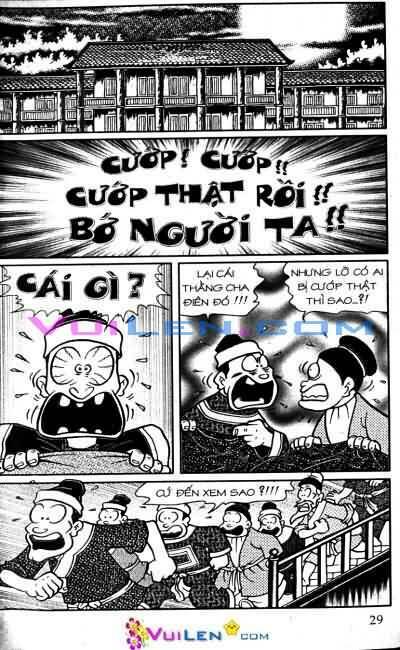 CƯỚP! CƯỚP!!
CƯỚP THẬT RỒI!!
BỚ NGƯỜI TA!!
CÁI GÌ?
LẠI CÁI
THẰNG CHA
ĐIÊN ĐÓ!!!
NHƯNG LỠ CÓ AI
BỊ CƯỚP THẬT
THÌ SAO...?!
VUILEN.COM
CỨ ĐẾN XEM SAO?!!!
29
VUILEN.COM